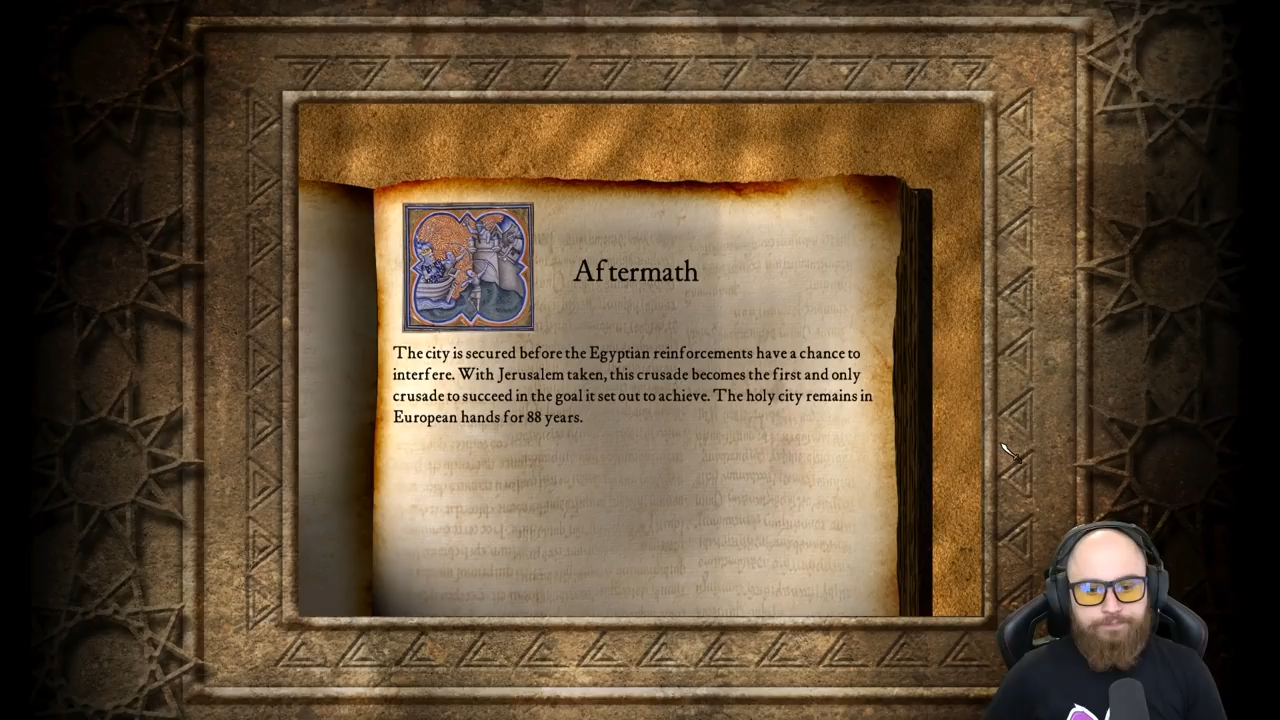 Aftermath
The city is secured before the Egyptian reinforcements have a chance to
interfere. With Jerusalem taken, this crusade becomes the first and only
crusade to succeed in the goal it set out to achieve. The holy city remains in
European hands for 88 years.